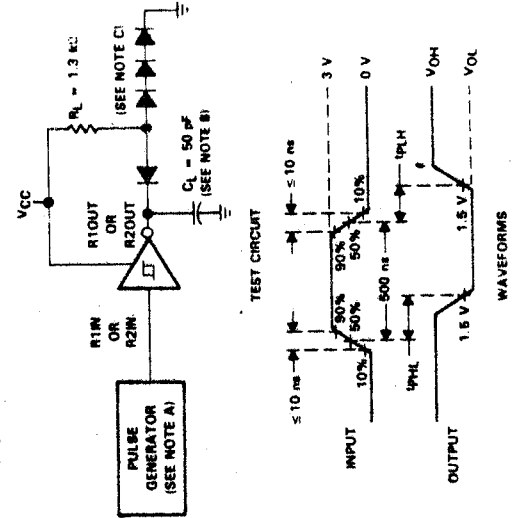 VCC
RL = 1.3 kΩ
R1IN
OR
R2IN
R1OUT
OR
R2OUT
(SEE NOTE C)
PULSE
GENERATOR
(SEE NOTE A)
CL = 50 pF
(SEE NOTE B)
TEST CIRCUIT
≤ 10 ns
≤ 10 ns
INPUT
90%
50%
10%
90%
50%
10%
3 V
0 V
500 ns
tPHL
tPLH
OUTPUT
1.5 V
1.5 V
VOH
VOL
WAVEFORMS